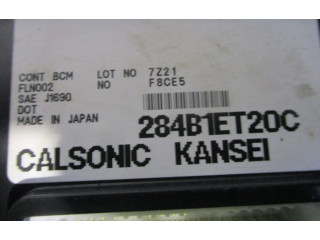 CONT BCM LOT NO 7Z21
FLN002 NO F8CE5
SAE J1690
DOT
MADE IN JAPAN 284B1ET20C
CALSONIC KANSEI